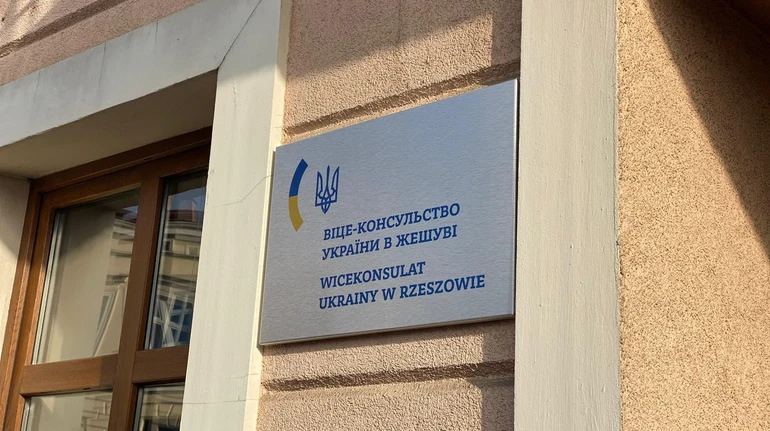 ВІЦЕ-КОНСУЛЬСТВО
УКРАЇНИ В ЖЕШУВІ
WICEKONSULAT
UKRAINY W RZESZOWIE